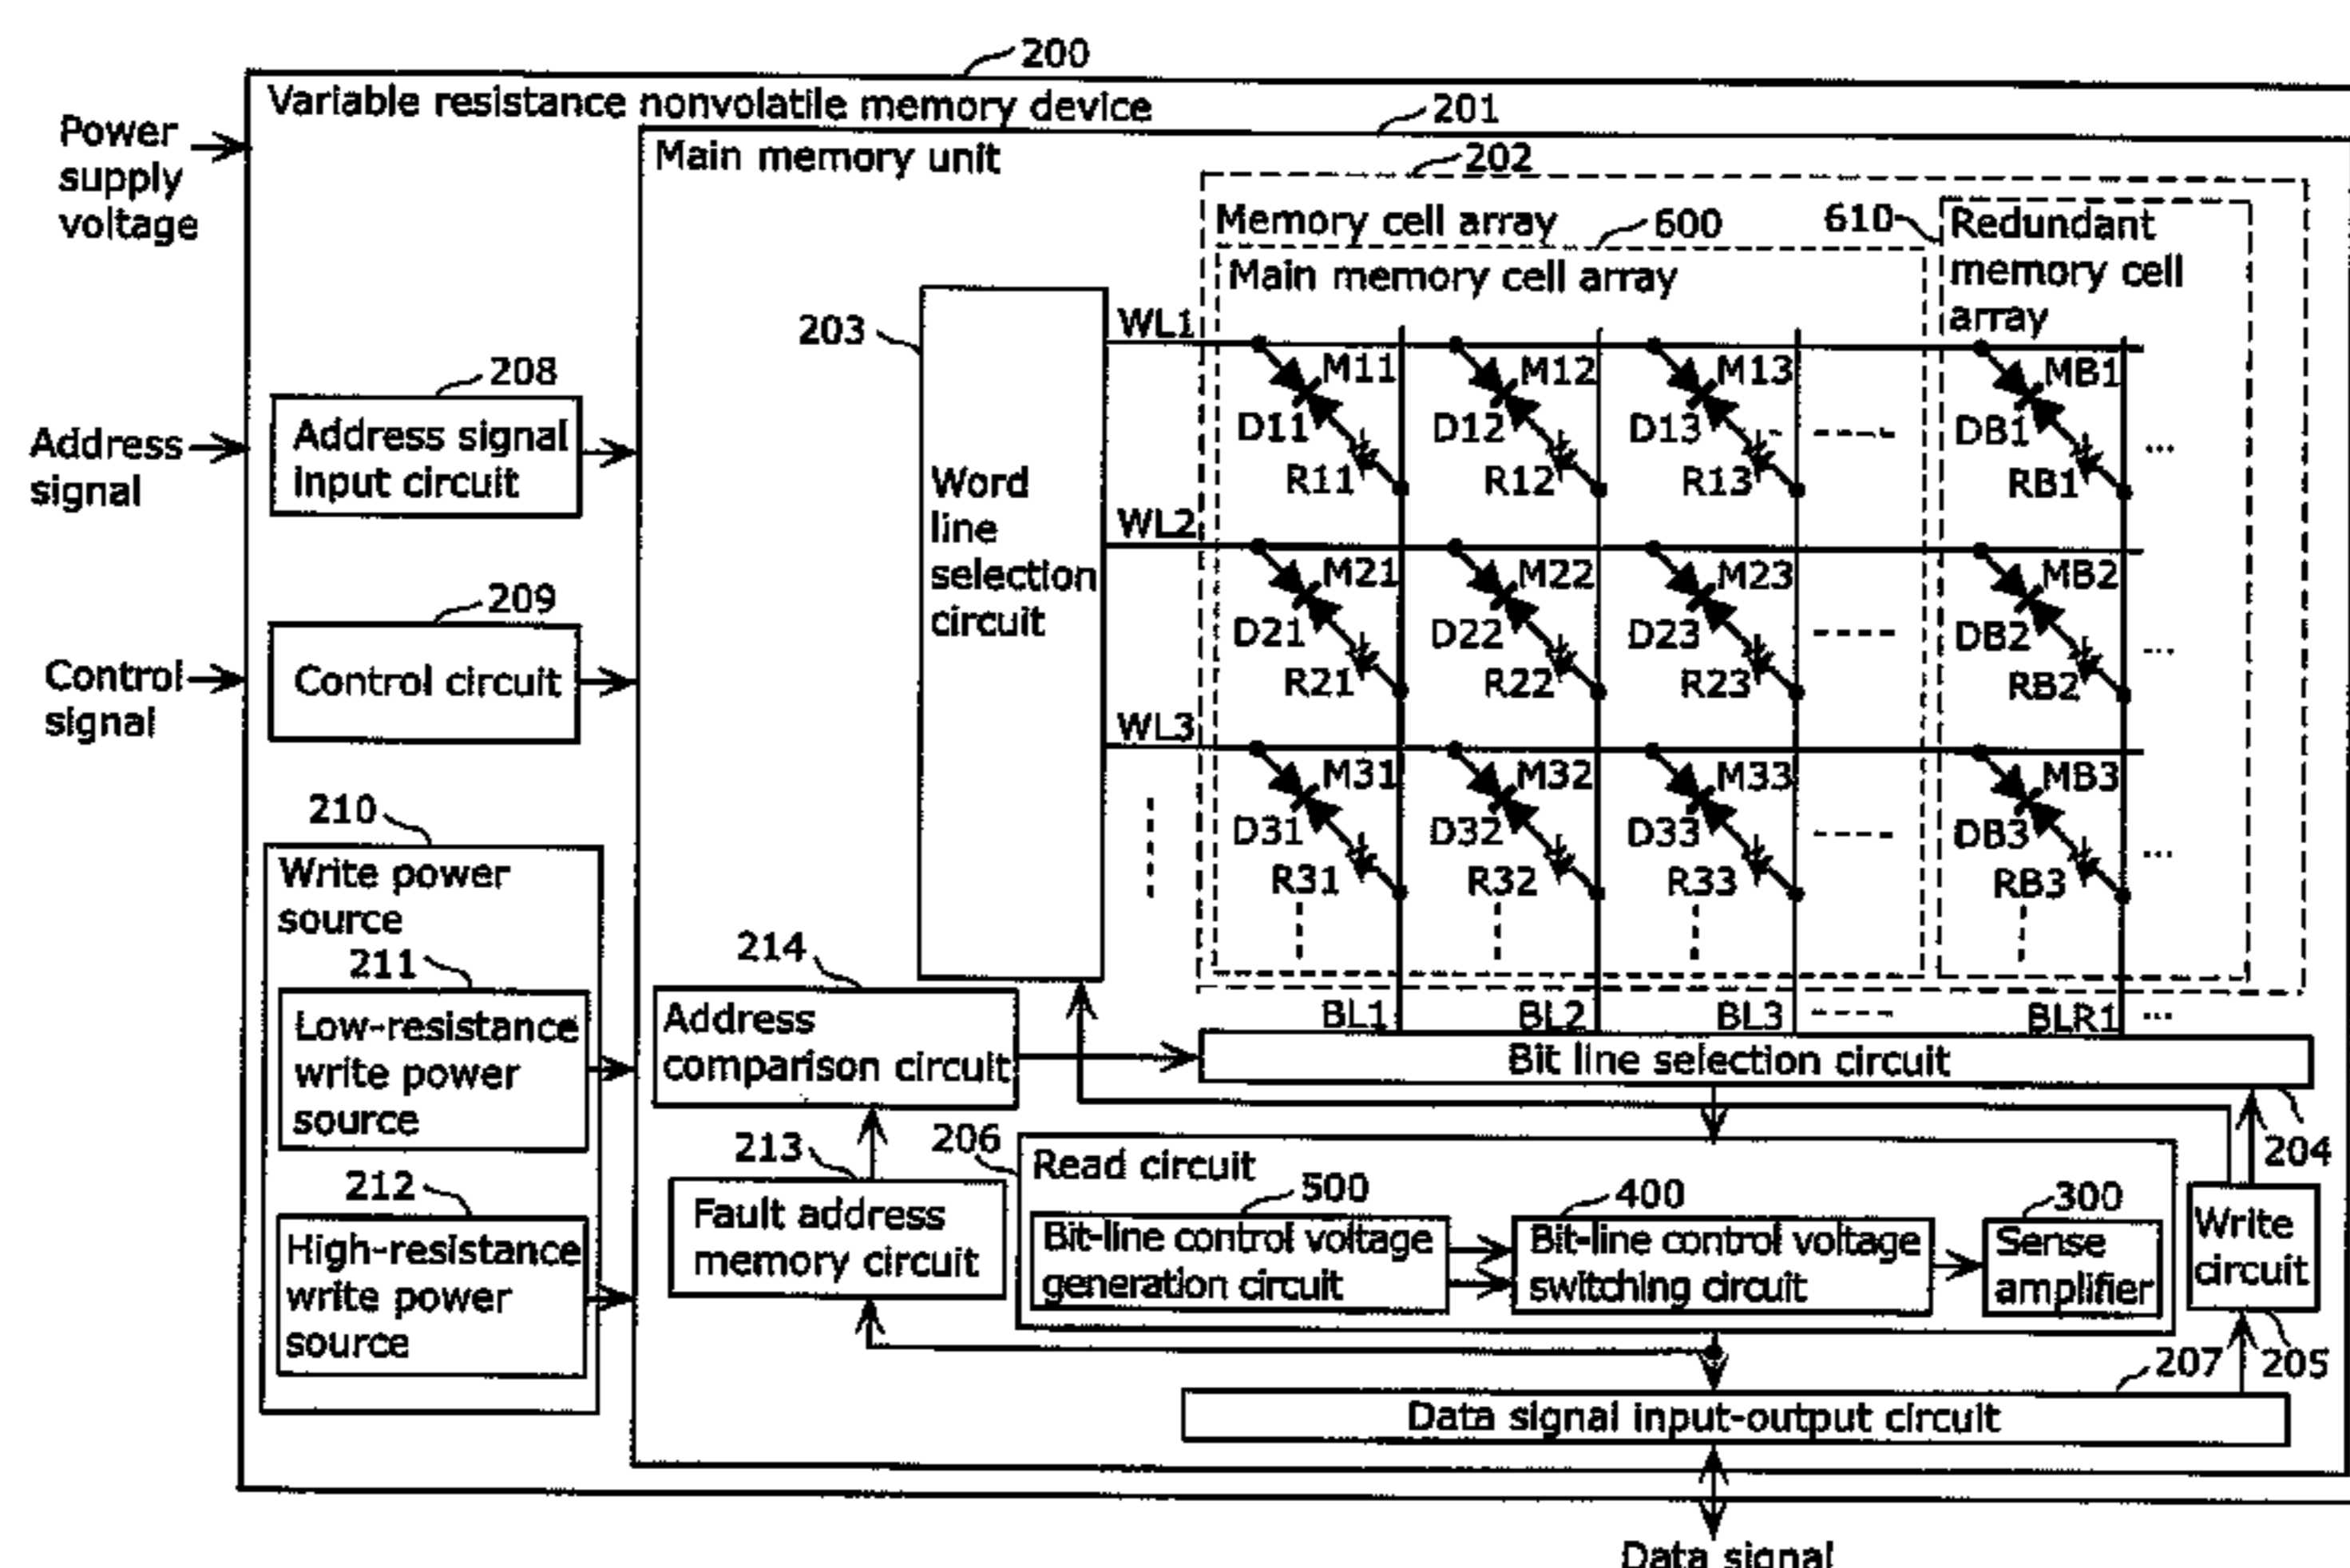 200
Variable resistance nonvolatile memory device
Power
supply
voltage
201
Main memory unit
202
Memory cell array
600
Main memory cell array
610
Redundant
memory cell
array
203
Word
line
selection
circuit
WL1
M11
M12
M13
MB1
D11
D12
D13
DB1
...
R11
R12
R13
RB1
WL2
M21
M22
M23
MB2
D21
D22
D23
DB2
...
R21
R22
R23
RB2
WL3
M31
M32
M33
MB3
D31
D32
D33
DB3
...
R31
R32
R33
RB3
208
Address signal
input circuit
Address
signal
209
Control circuit
Control
signal
210
Write power
source
211
Low-resistance
write power
source
212
High-resistance
write power
source
214
Address
comparison circuit
BL1
BL2
BL3
BLR1
...
Bit line selection circuit
204
213
Fault address
memory circuit
206
Read circuit
500
Bit-line control voltage
generation circuit
400
Bit-line control voltage
switching circuit
300
Sense
amplifier
Write
circuit
205
207
Data signal input-output circuit
Data signal